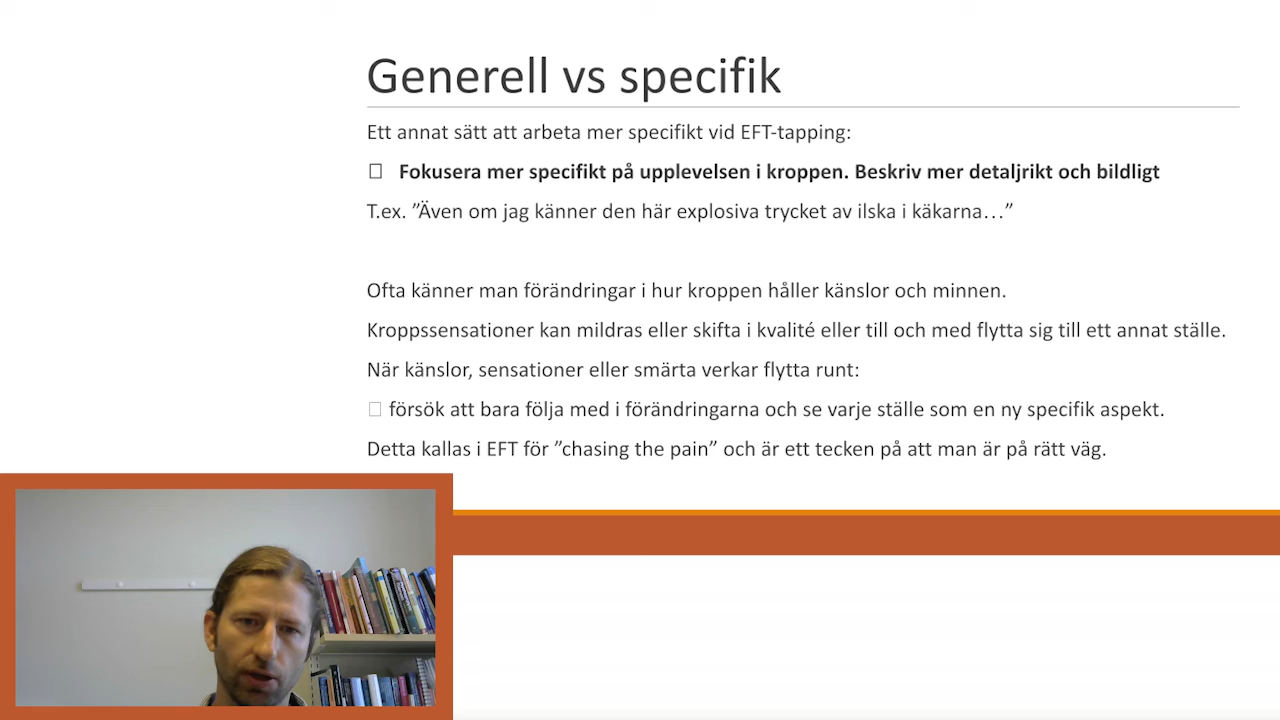 Generell vs specifik
Ett annat sätt att arbeta mer specifikt vid EFT-tapping:
Fokusera mer specifikt på upplevelsen i kroppen. Beskriv mer detaljrikt och bildligt
T.ex. ”Även om jag känner den här explosiva trycket av ilska i käkarna…”
Ofta känner man förändringar i hur kroppen håller känslor och minnen.
Kroppssensationer kan mildras eller skifta i kvalité eller till och med flytta sig till ett annat ställe.
När känslor, sensationer eller smärta verkar flytta runt:
försök att bara följa med i förändringarna och se varje ställe som en ny specifik aspekt.
Detta kallas i EFT för ”chasing the pain” och är ett tecken på att man är på rätt väg.